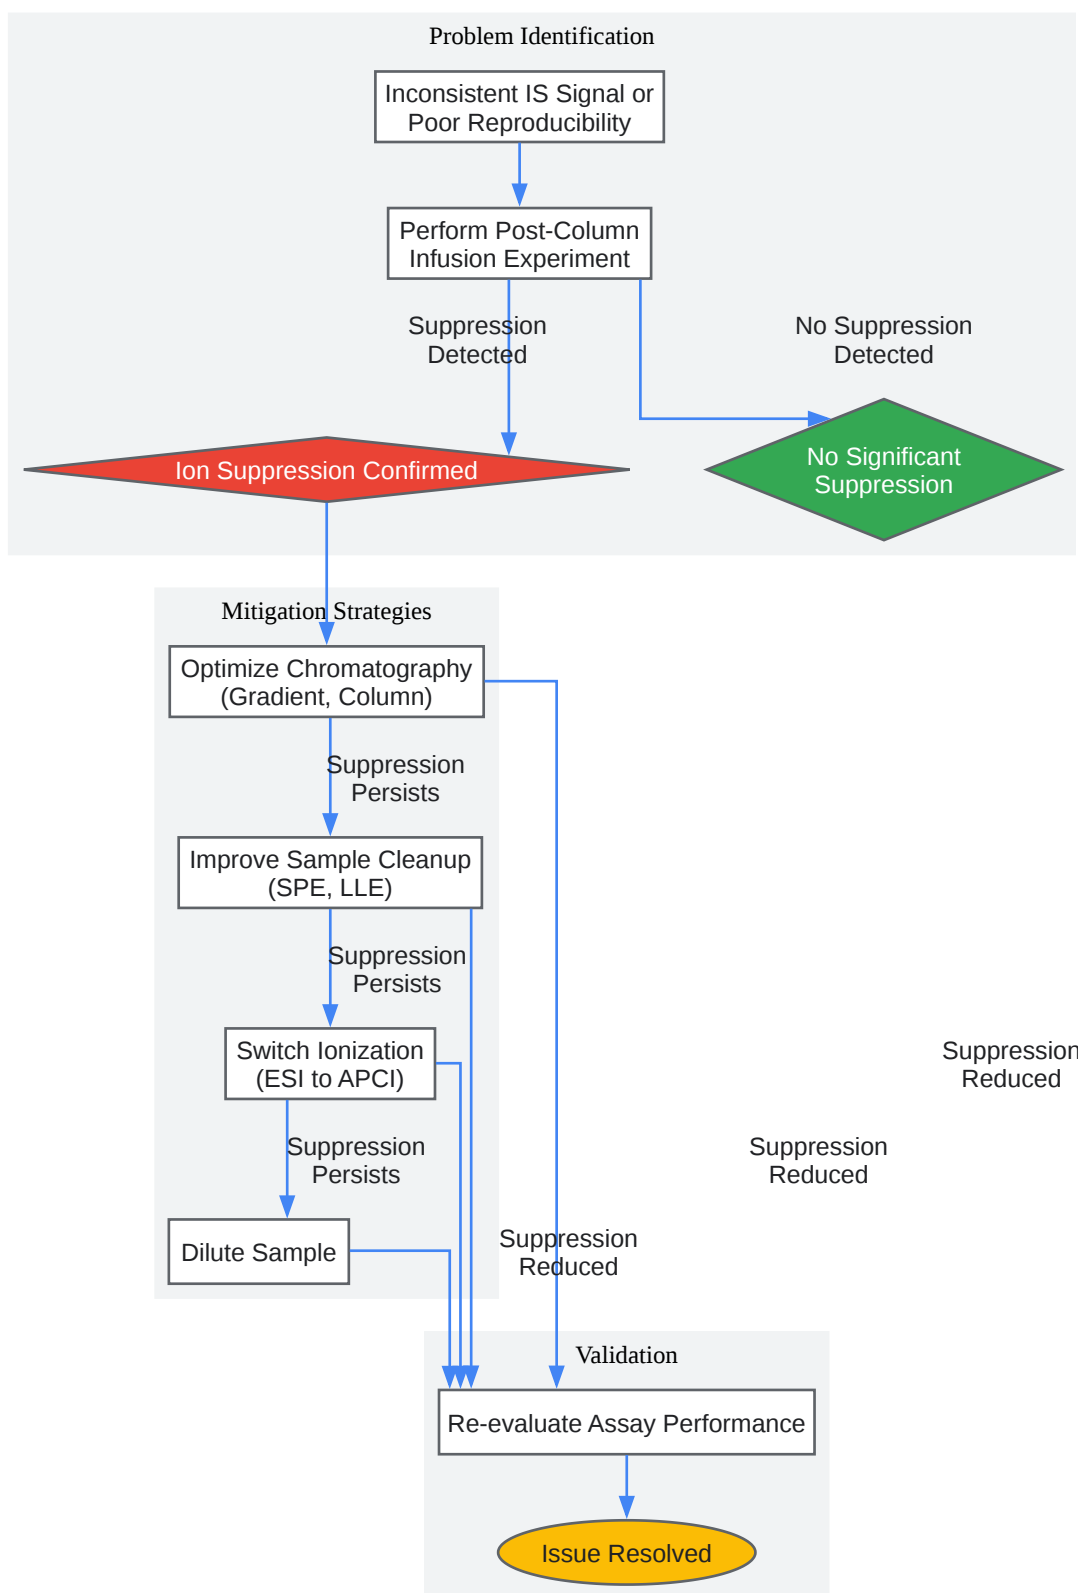 Problem Identification
Inconsistent IS Signal or
Poor Reproducibility
Perform Post-Column
Infusion Experiment
Suppression
Detected
No Suppression
Detected
Ion Suppression Confirmed
No Significant
Suppression
Mitigation Strategies
Optimize Chromatography
(Gradient, Column)
Suppression
Persists
Improve Sample Cleanup
(SPE, LLE)
Suppression
Persists
Switch Ionization
(ESI to APCI)
Suppression
Reduced
Suppression
Persists
Suppression
Reduced
Dilute Sample
Suppression
Reduced
Validation
Re-evaluate Assay Performance
Issue Resolved